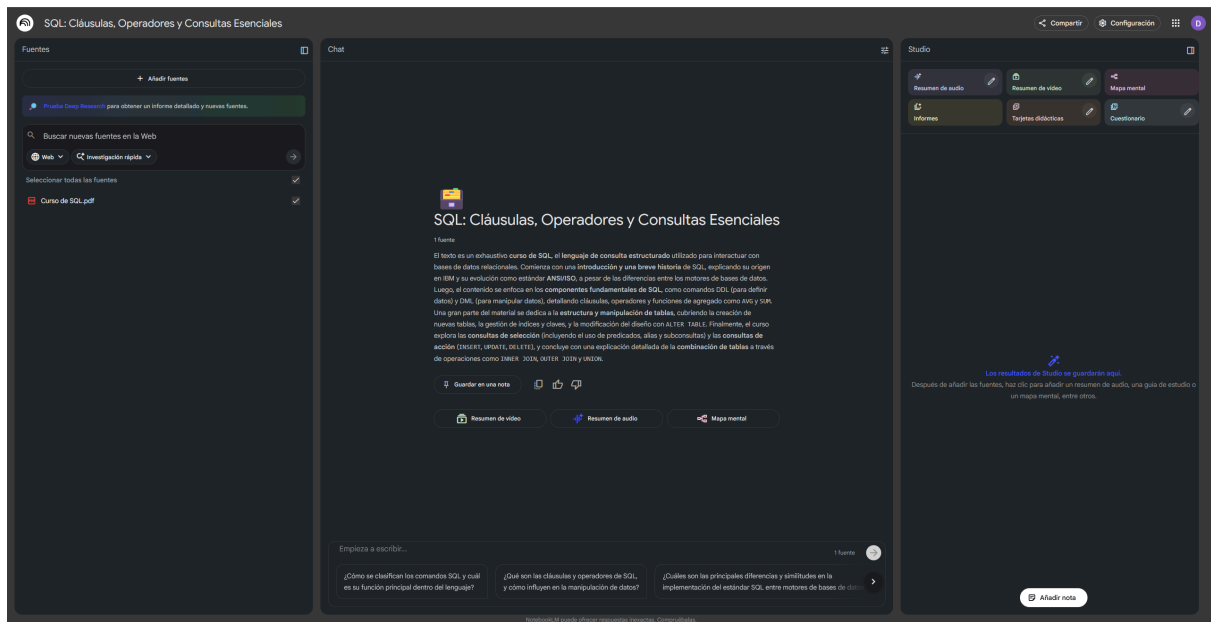 SQL: Cláusulas, Operadores y Consultas Esenciales
Compartir
Configuración
D
Fuentes
+ Añadir fuentes
Prueba Deep Research para obtener un informe detallado y nuevas fuentes.
Buscar nuevas fuentes en la Web
Web
Investigación rápida
Seleccionar todas las fuentes
Curso de SQL.pdf
Chat
SQL: Cláusulas, Operadores y Consultas Esenciales
1 fuente
El texto es un exhaustivo curso de SQL, el lenguaje de consulta estructurado utilizado para interactuar con
bases de datos relacionales. Comienza con una introducción y una breve historia de SQL, explicando su origen
en IBM y su evolución como estándar ANSI/ISO, a pesar de las diferencias entre los motores de bases de datos.
Luego, el contenido se enfoca en los componentes fundamentales de SQL, como comandos DDL (para definir
datos) y DML (para manipular datos), detallando cláusulas, operadores y funciones de agregado como AVG y SUM.
Una gran parte del material se dedica a la estructura y manipulación de tablas, cubriendo la creación de
nuevas tablas, la gestión de índices y claves, y la modificación del diseño con ALTER TABLE. Finalmente, el curso
explora las consultas de selección (incluyendo el uso de predicados, alias y subconsultas) y las consultas de
acción (INSERT, UPDATE, DELETE), y concluye con una explicación detallada de la combinación de tablas a través
de operaciones como INNER JOIN, OUTER JOIN y UNION.
Guardar en una nota
Resumen de vídeo
Resumen de audio
Mapa mental
Empieza a escribir...
1 fuente
¿Cómo se clasifican los comandos SQL y cuál
es su función principal dentro del lenguaje?
¿Qué son las cláusulas y operadores de SQL,
y cómo influyen en la manipulación de datos?
¿Cuáles son las principales diferencias y similitudes en la
implementación del estándar SQL entre motores de bases de datos
NotebookLM puede ofrecer respuestas inexactas. Compruébalas.
Studio
Resumen de audio
Resumen de vídeo
Mapa mental
Informes
Tarjetas didácticas
Cuestionario
Los resultados de Studio se guardarán aquí.
Después de añadir las fuentes, haz clic para añadir un resumen de audio, una guía de estudio o
un mapa mental, entre otros.
Añadir nota